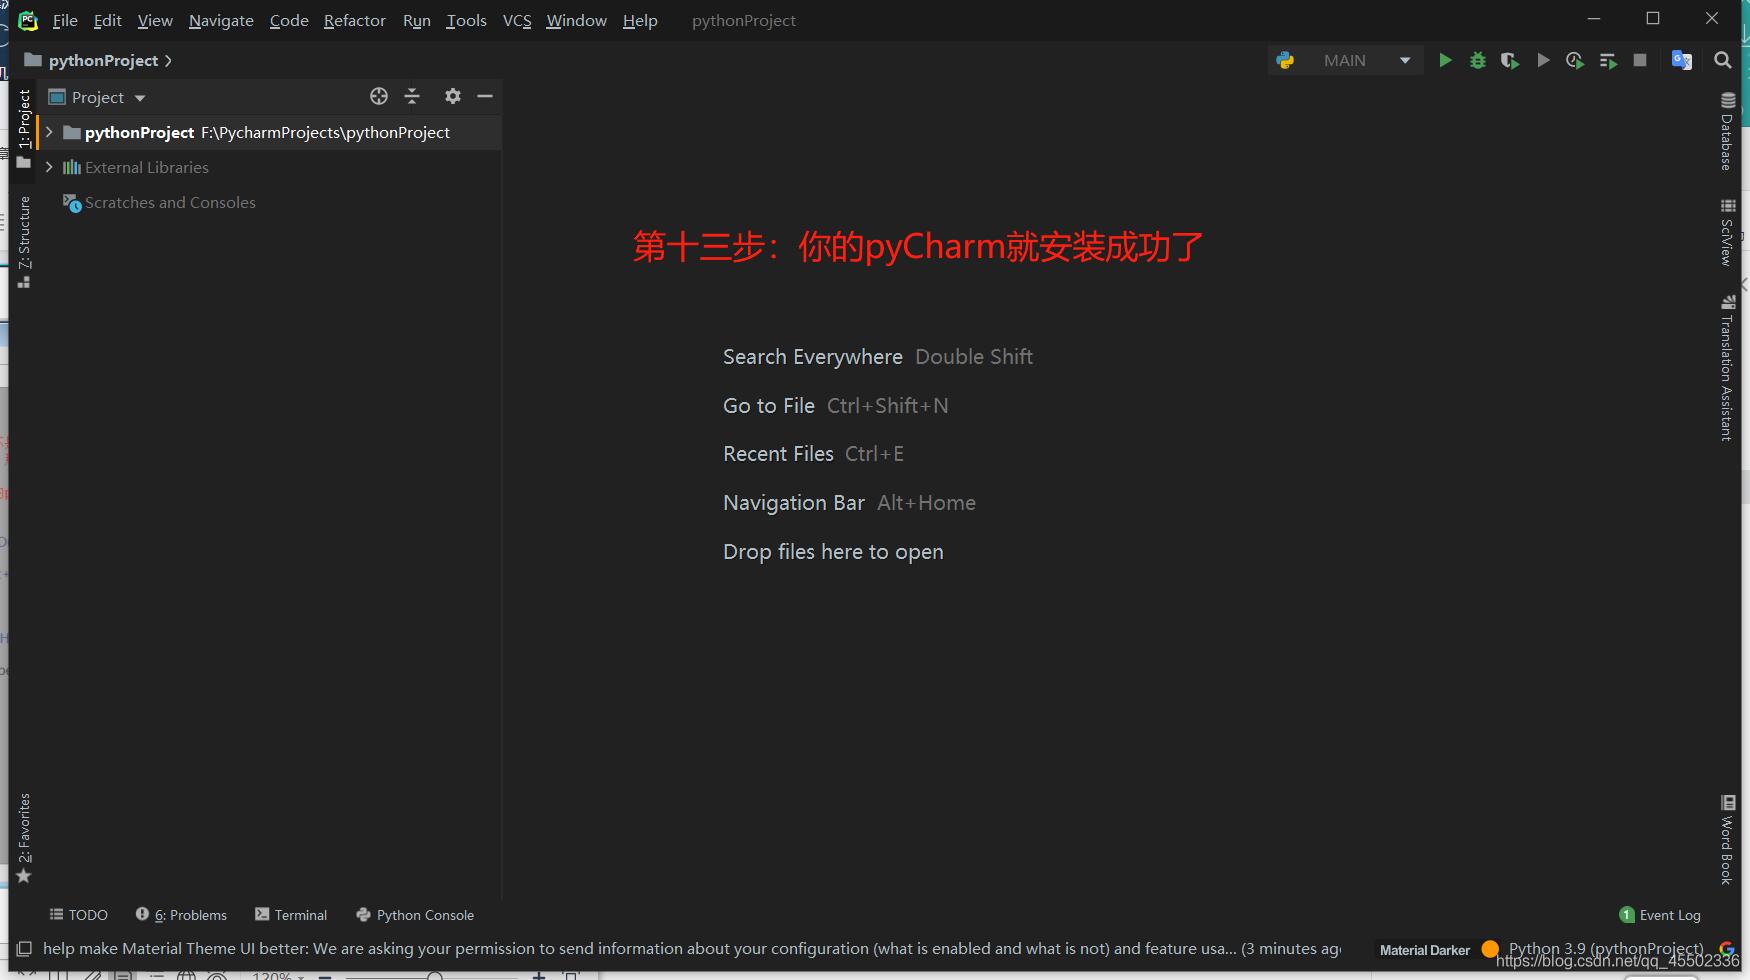 File Edit View Navigate Code Refactor Run Tools VCS Window Help pythonProject
pythonProject
MAIN
Project
1: Project
pythonProject F:\PycharmProjects\pythonProject
External Libraries
Scratches and Consoles
7: Structure
Database
SciView
Translation Assistant
第十三步：你的pyCharm就安装成功了
Search Everywhere Double Shift
Go to File Ctrl+Shift+N
Recent Files Ctrl+E
Navigation Bar Alt+Home
Drop files here to open
2: Favorites
Word Book
TODO 6: Problems Terminal Python Console 1 Event Log
help make Material Theme UI better: We are asking your permission to send information about your configuration (what is enabled and what is not) and feature usa... (3 minutes ag
Material Darker Python 3.9 (pythonProject)
https://blog.csdn.net/qq_45502336
120%